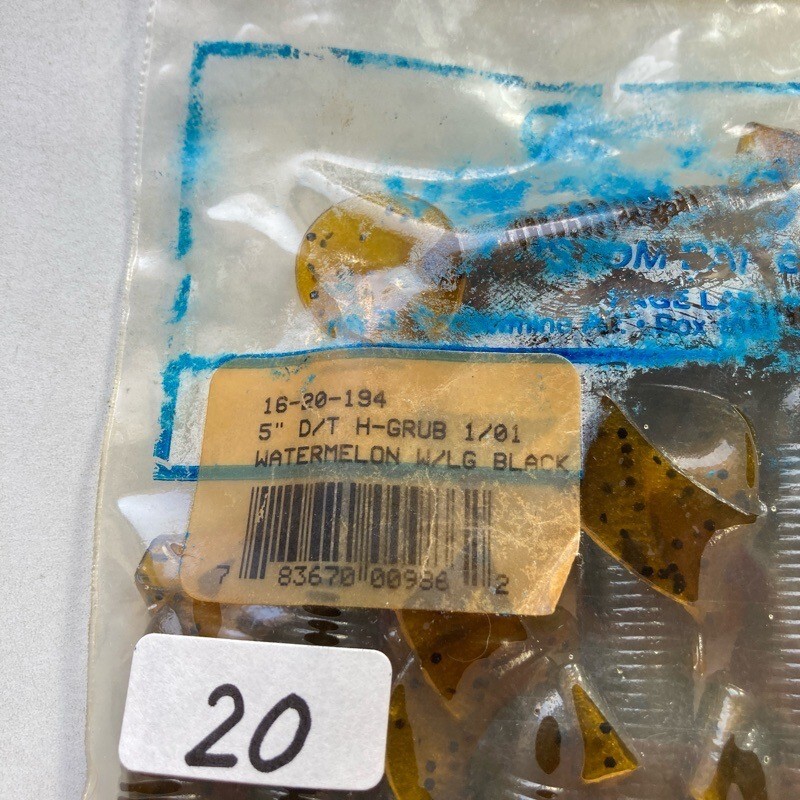 16-20-194
5" D/T H-GRUB 1/01
WATERMELON W/LG BLACK
7 83670 00986 2
20